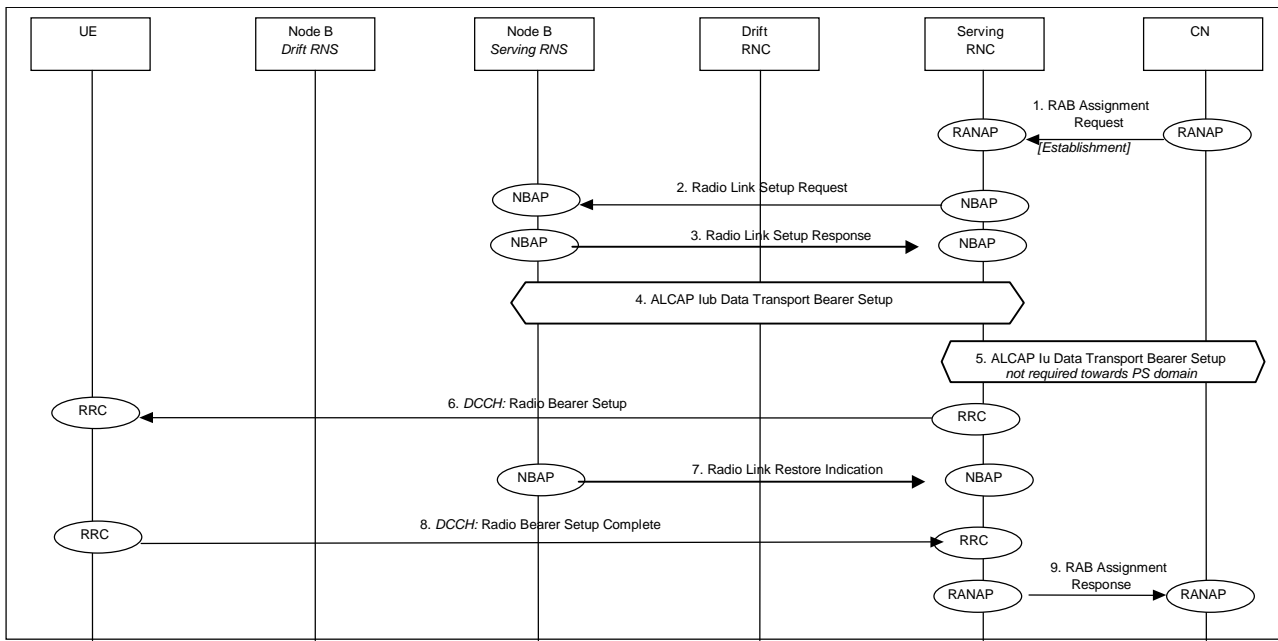 UE
Node B
Drift RNS
Node B
Serving RNS
Drift
RNC
Serving
RNC
CN
1. RAB Assignment
Request
[Establishment]
RANAP
RANAP
NBAP
2. Radio Link Setup Request
NBAP
NBAP
3. Radio Link Setup Response
NBAP
4. ALCAP Iub Data Transport Bearer Setup
5. ALCAP Iu Data Transport Bearer Setup
not required towards PS domain
RRC
6. DCCH: Radio Bearer Setup
RRC
NBAP
7. Radio Link Restore Indication
NBAP
RRC
8. DCCH: Radio Bearer Setup Complete
RRC
9. RAB Assignment
Response
RANAP
RANAP